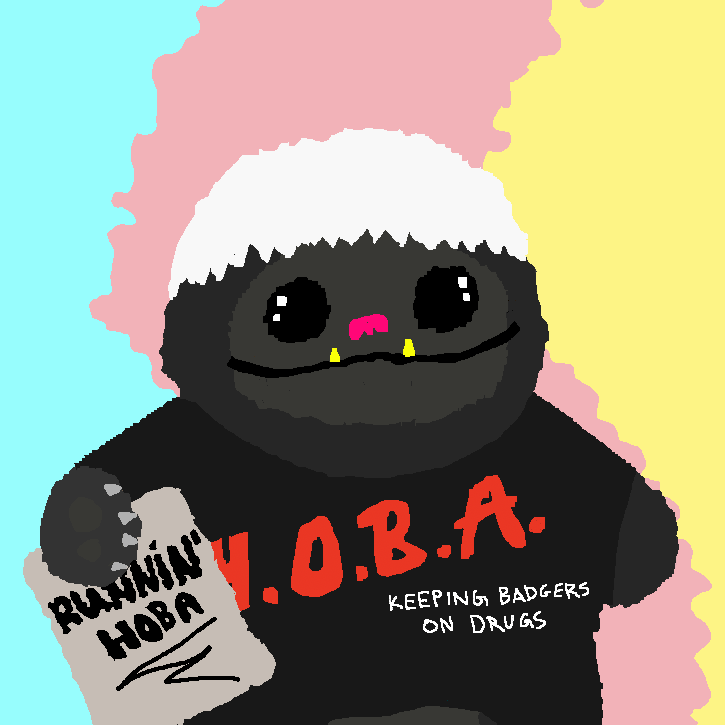 H.O.B.A.
KEEPING BADGERS
ON DRUGS
RUNNIN'
HOBA